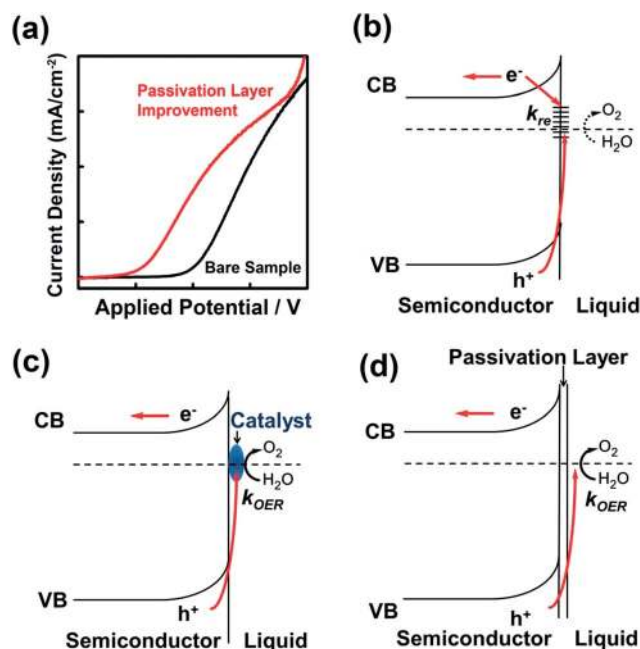 (a)
Current Density (mA/cm⁻²)
Passivation Layer
Improvement
Bare Sample
Applied Potential / V
(b)
CB
e⁻
k_re
O₂
H₂O
VB
h⁺
Semiconductor Liquid
(c)
CB
e⁻
Catalyst
O₂
H₂O
k_OER
VB
h⁺
Semiconductor Liquid
(d)
Passivation Layer
CB
e⁻
O₂
H₂O
k_OER
VB
h⁺
Semiconductor Liquid